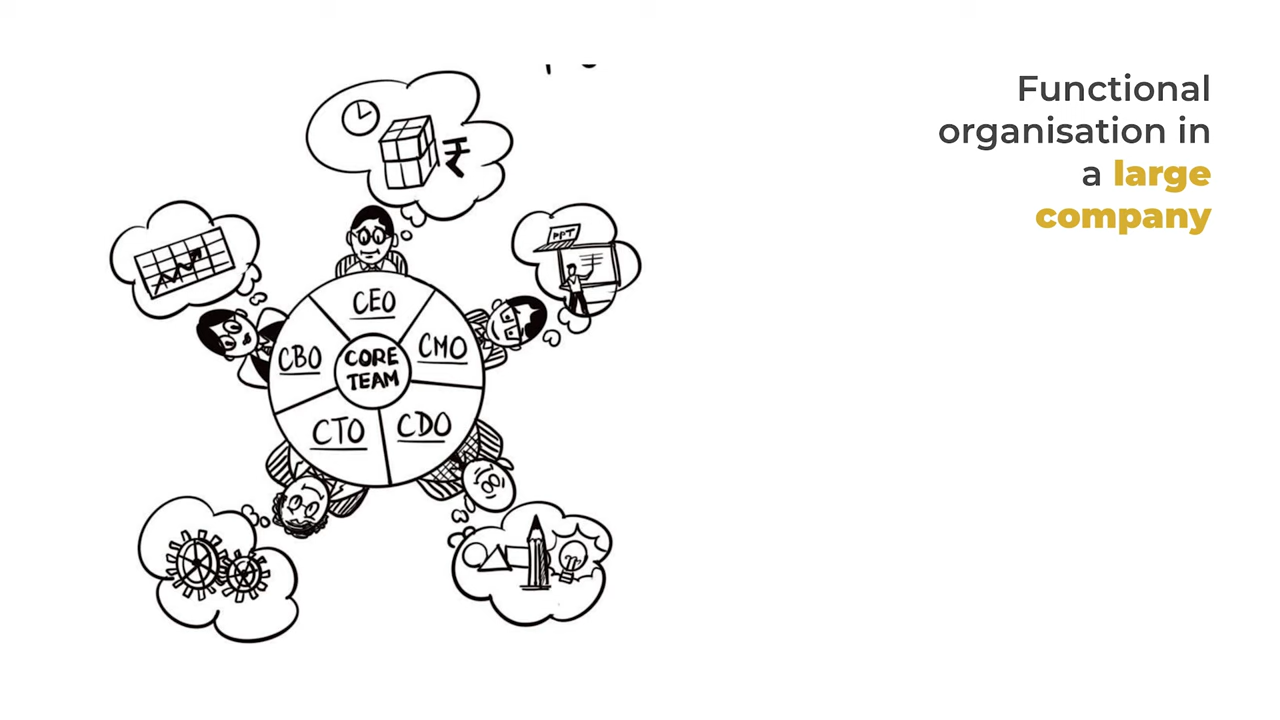 Functional
organisation in
a large
company
₹
PPT
CEO
CBO
CMO
CORE
TEAM
CTO
CDO